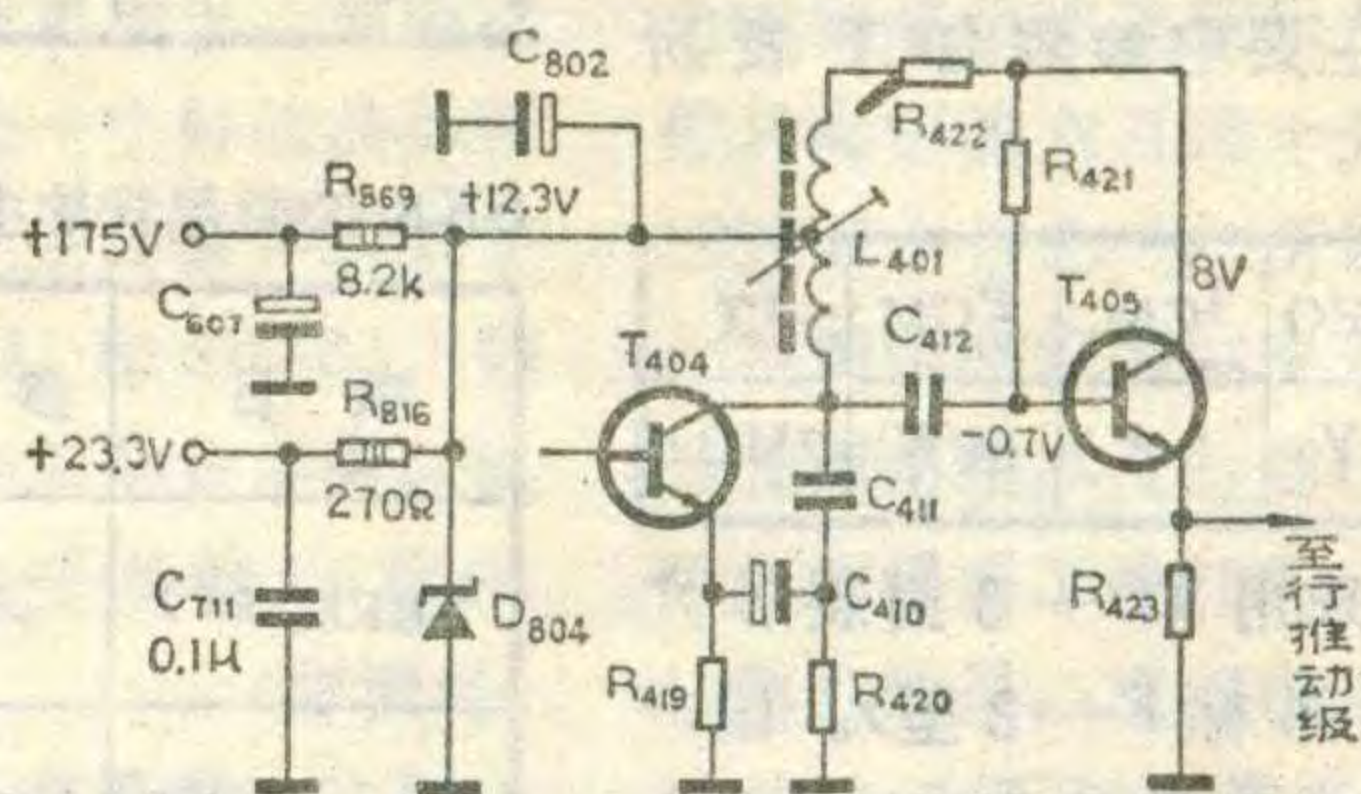 C802
R569
+12.3V
+175V
8.2k
C607
R816
+23.3V
270Ω
C711
0.1μ
D804
R422
R421
L401
8V
T405
C412
T404
-0.7V
C411
C410
R419
R420
R423
至行推动级